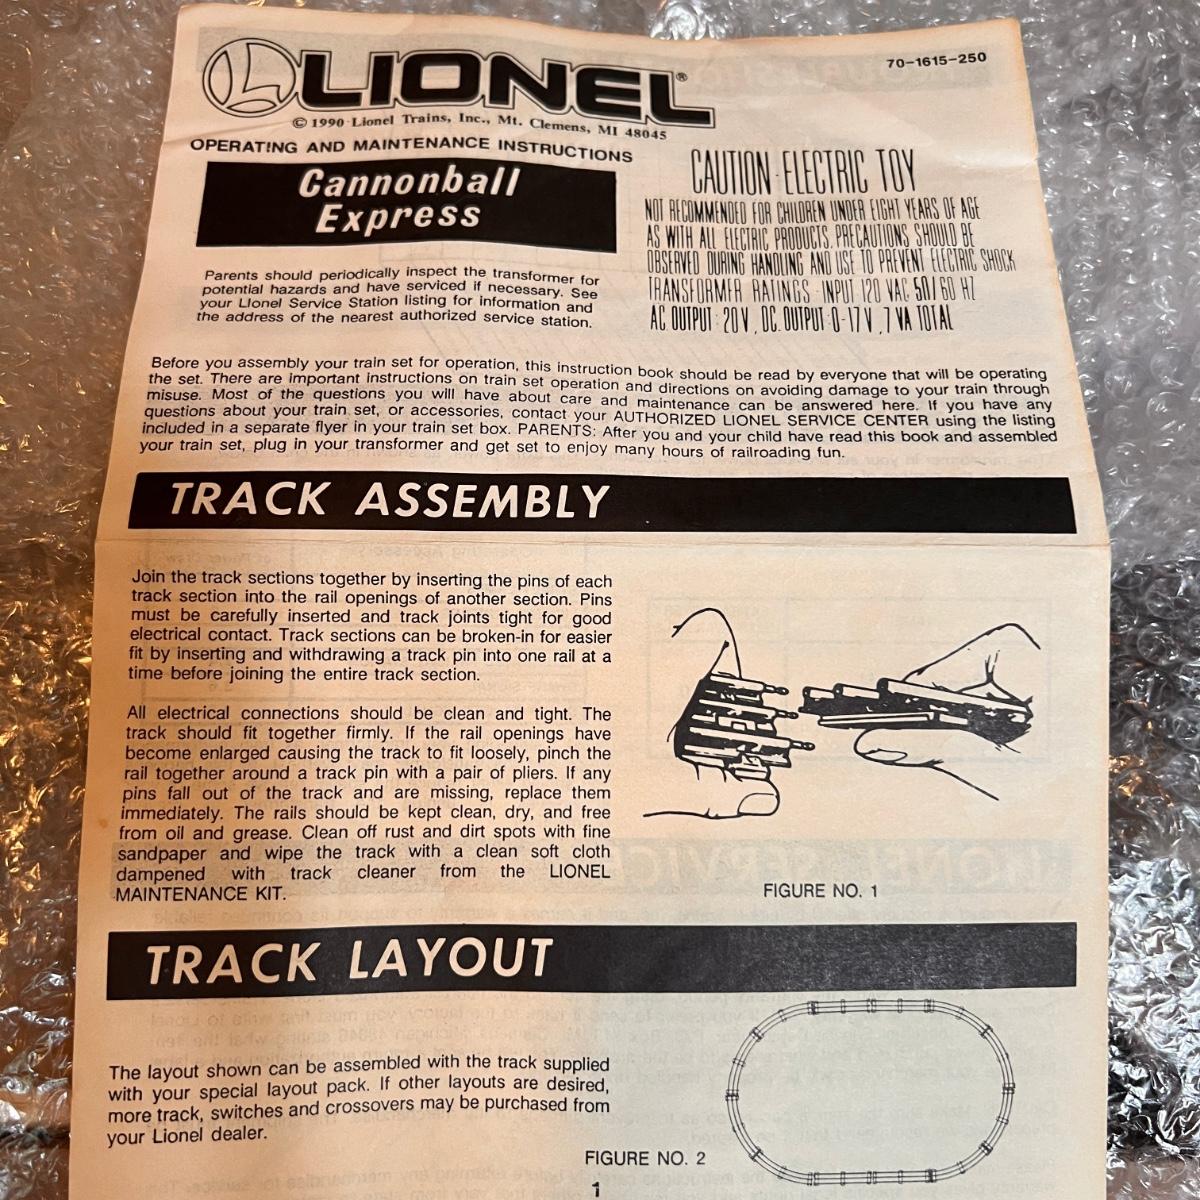 LIONEL®
70-1615-250
© 1990 Lionel Trains, Inc., Mt. Clemens, MI 48045
OPERATING AND MAINTENANCE INSTRUCTIONS
Cannonball
Express
Parents should periodically inspect the transformer for
potential hazards and have serviced if necessary. See
your Lionel Service Station listing for information and
the address of the nearest authorized service station.
CAUTION-ELECTRIC TOY
NOT RECOMMENDED FOR CHILDREN UNDER EIGHT YEARS OF AGE
AS WITH ALL ELECTRIC PRODUCTS, PRECAUTIONS SHOULD BE
OBSERVED DURING HANDLING AND USE TO PREVENT ELECTRIC SHOCK
TRANSFORMER RATINGS - INPUT 120 VAC 50/60 HZ
AC OUTPUT: 20V, DC. OUTPUT 0-17V, 7 VA TOTAL
Before you assembly your train set for operation, this instruction book should be read by everyone that will be operating
the set. There are important instructions on train set operation and directions on avoiding damage to your train through
misuse. Most of the questions you will have about care and maintenance can be answered here. If you have any
questions about your train set, or accessories, contact your AUTHORIZED LIONEL SERVICE CENTER using the listing
included in a separate flyer in your train set box. PARENTS: After you and your child have read this book and assembled
your train set, plug in your transformer and get set to enjoy many hours of railroading fun.
TRACK ASSEMBLY
Join the track sections together by inserting the pins of each
track section into the rail openings of another section. Pins
must be carefully inserted and track joints tight for good
electrical contact. Track sections can be broken-in for easier
fit by inserting and withdrawing a track pin into one rail at a
time before joining the entire track section.
All electrical connections should be clean and tight. The
track should fit together firmly. If the rail openings have
become enlarged causing the track to fit loosely, pinch the
rail together around a track pin with a pair of pliers. If any
pins fall out of the track and are missing, replace them
immediately. The rails should be kept clean, dry, and free
from oil and grease. Clean off rust and dirt spots with fine
sandpaper and wipe the track with a clean soft cloth
dampened with track cleaner from the LIONEL
MAINTENANCE KIT.
FIGURE NO. 1
TRACK LAYOUT
The layout shown can be assembled with the track supplied
with your special layout pack. If other layouts are desired,
more track, switches and crossovers may be purchased from
your Lionel dealer.
FIGURE NO. 2
1